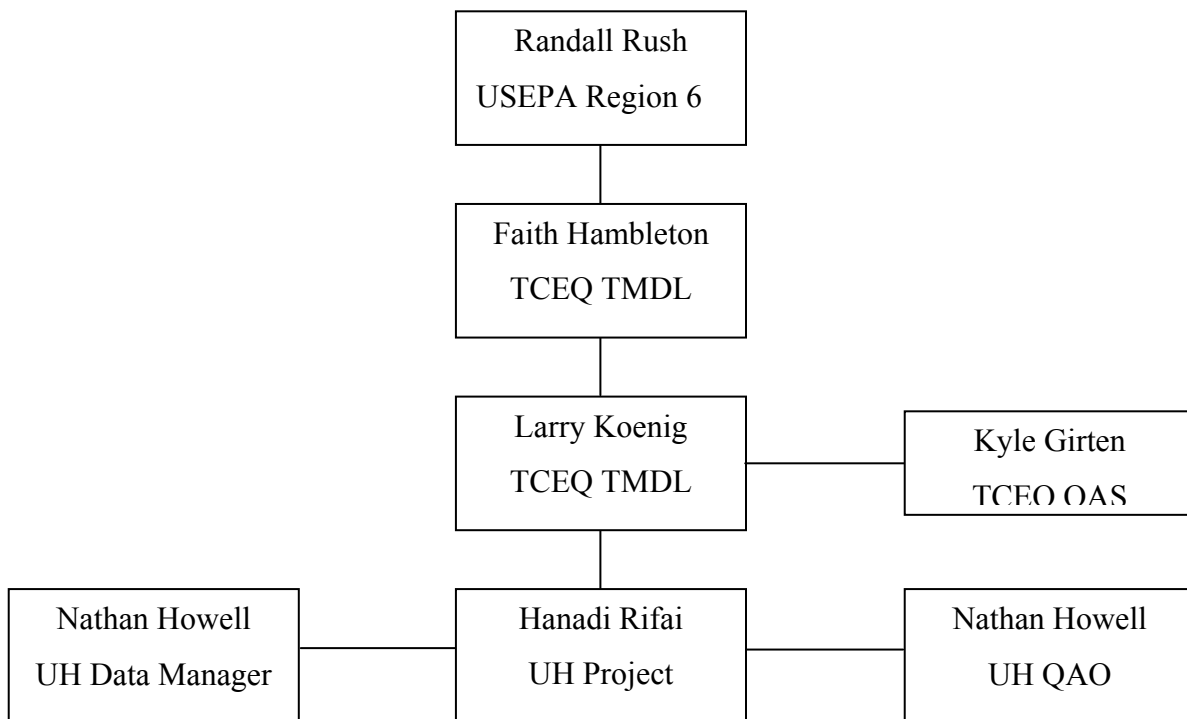 Randall Rush
USEPA Region 6
Faith Hambleton
TCEQ TMDL
Larry Koenig
TCEQ TMDL
Kyle Girten
TCEQ QAS
Nathan Howell
UH Data Manager
Hanadi Rifai
UH Project
Nathan Howell
UH QAO